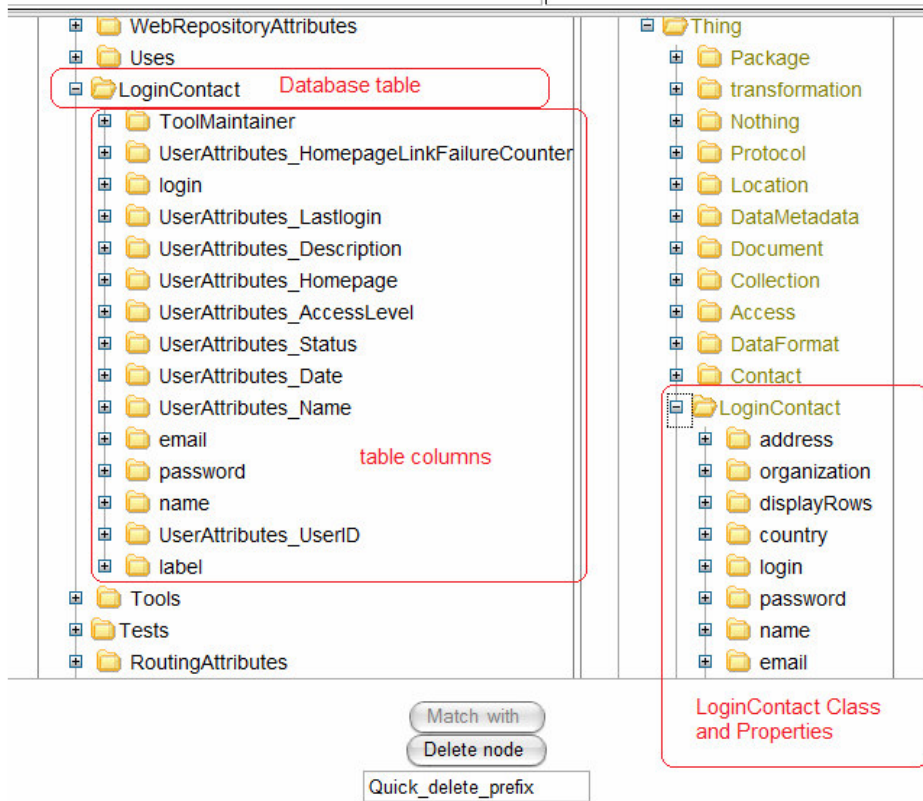 WebRepositoryAttributes
Uses
LoginContact
Database table
ToolMaintainer
UserAttributes_HomepageLinkFailureCounter
login
UserAttributes_Lastlogin
UserAttributes_Description
UserAttributes_Homepage
UserAttributes_AccessLevel
UserAttributes_Status
UserAttributes_Date
UserAttributes_Name
email
password
table columns
name
UserAttributes_UserID
label
Tools
Tests
RoutingAttributes
Thing
Package
transformation
Nothing
Protocol
Location
DataMetadata
Document
Collection
Access
DataFormat
Contact
LoginContact
address
organization
displayRows
country
login
password
name
email
LoginContact Class
and Properties
Match with
Delete node
Quick_delete_prefix